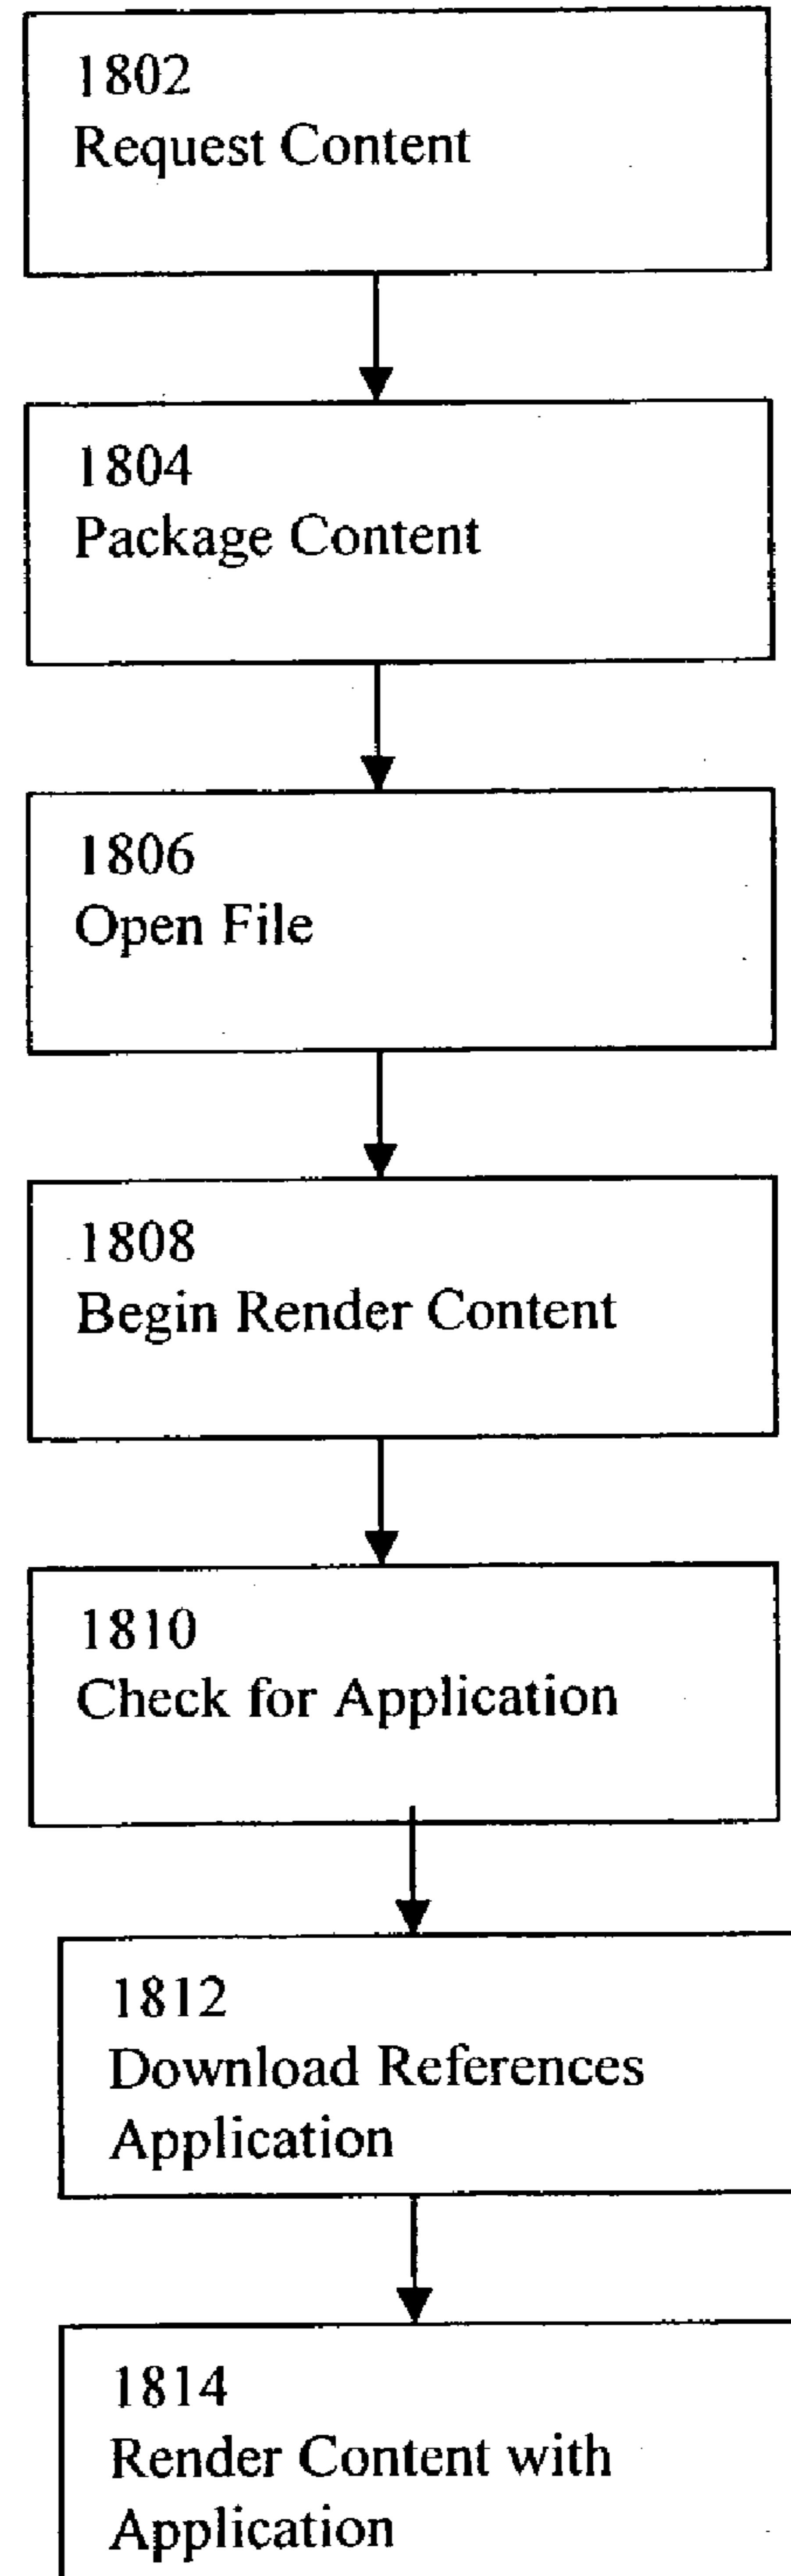 1802
Request Content
1804
Package Content
1806
Open File
1808
Begin Render Content
1810
Check for Application
1812
Download References
Application
1814
Render Content with
Application